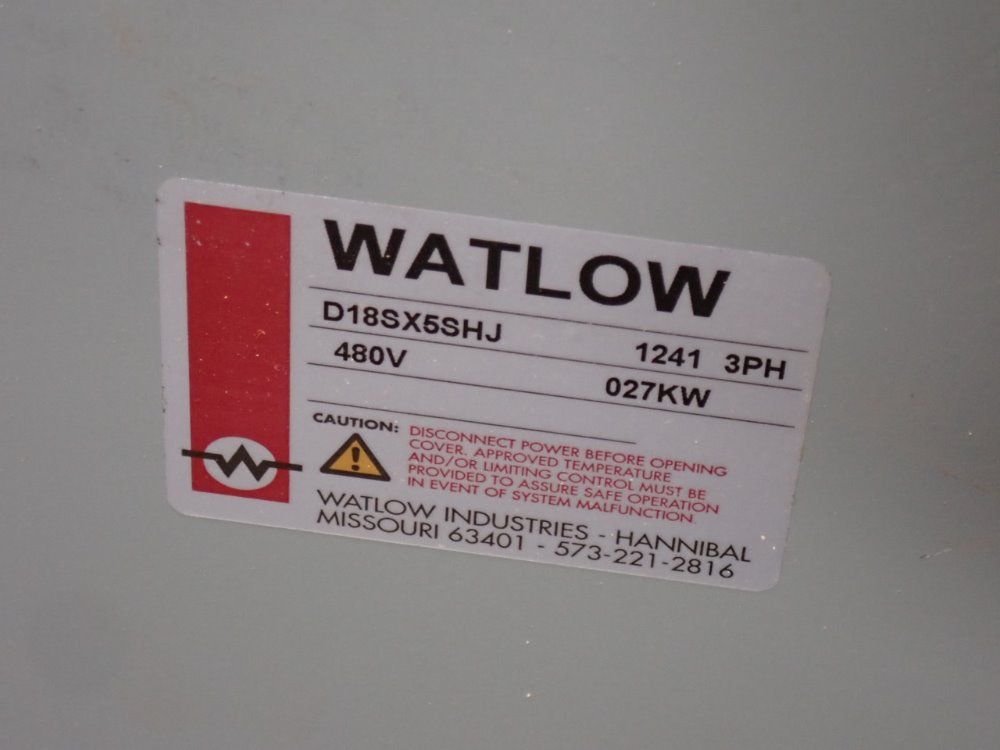 WATLOW
D18SX5SHJ 1241 3PH
480V 027KW
CAUTION: DISCONNECT POWER BEFORE OPENING
COVER. APPROVED TEMPERATURE
AND/OR LIMITING CONTROL MUST BE
PROVIDED TO ASSURE SAFE OPERATION
IN EVENT OF SYSTEM MALFUNCTION.
WATLOW INDUSTRIES - HANNIBAL
MISSOURI 63401 - 573-221-2816